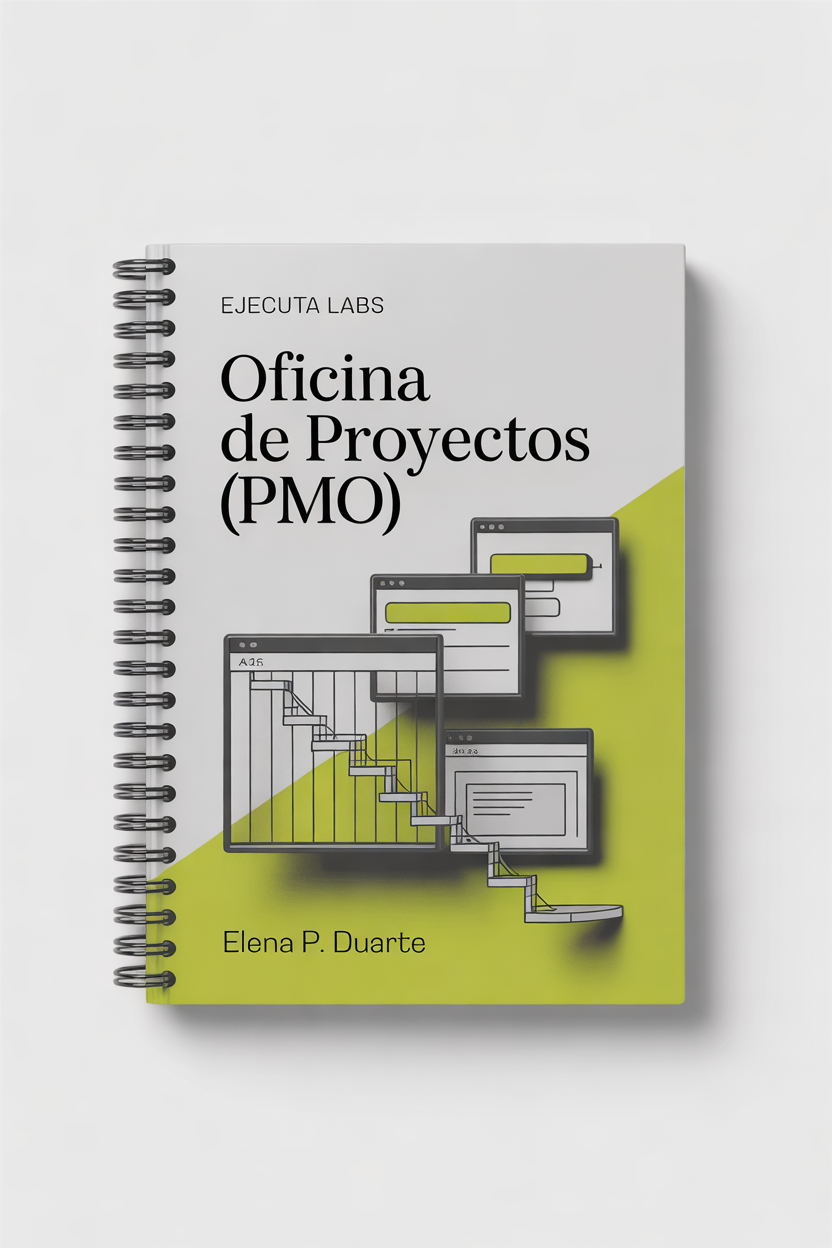 EJECUTA LABS
Oficina
de Proyectos
(PMO)
Elena P. Duarte